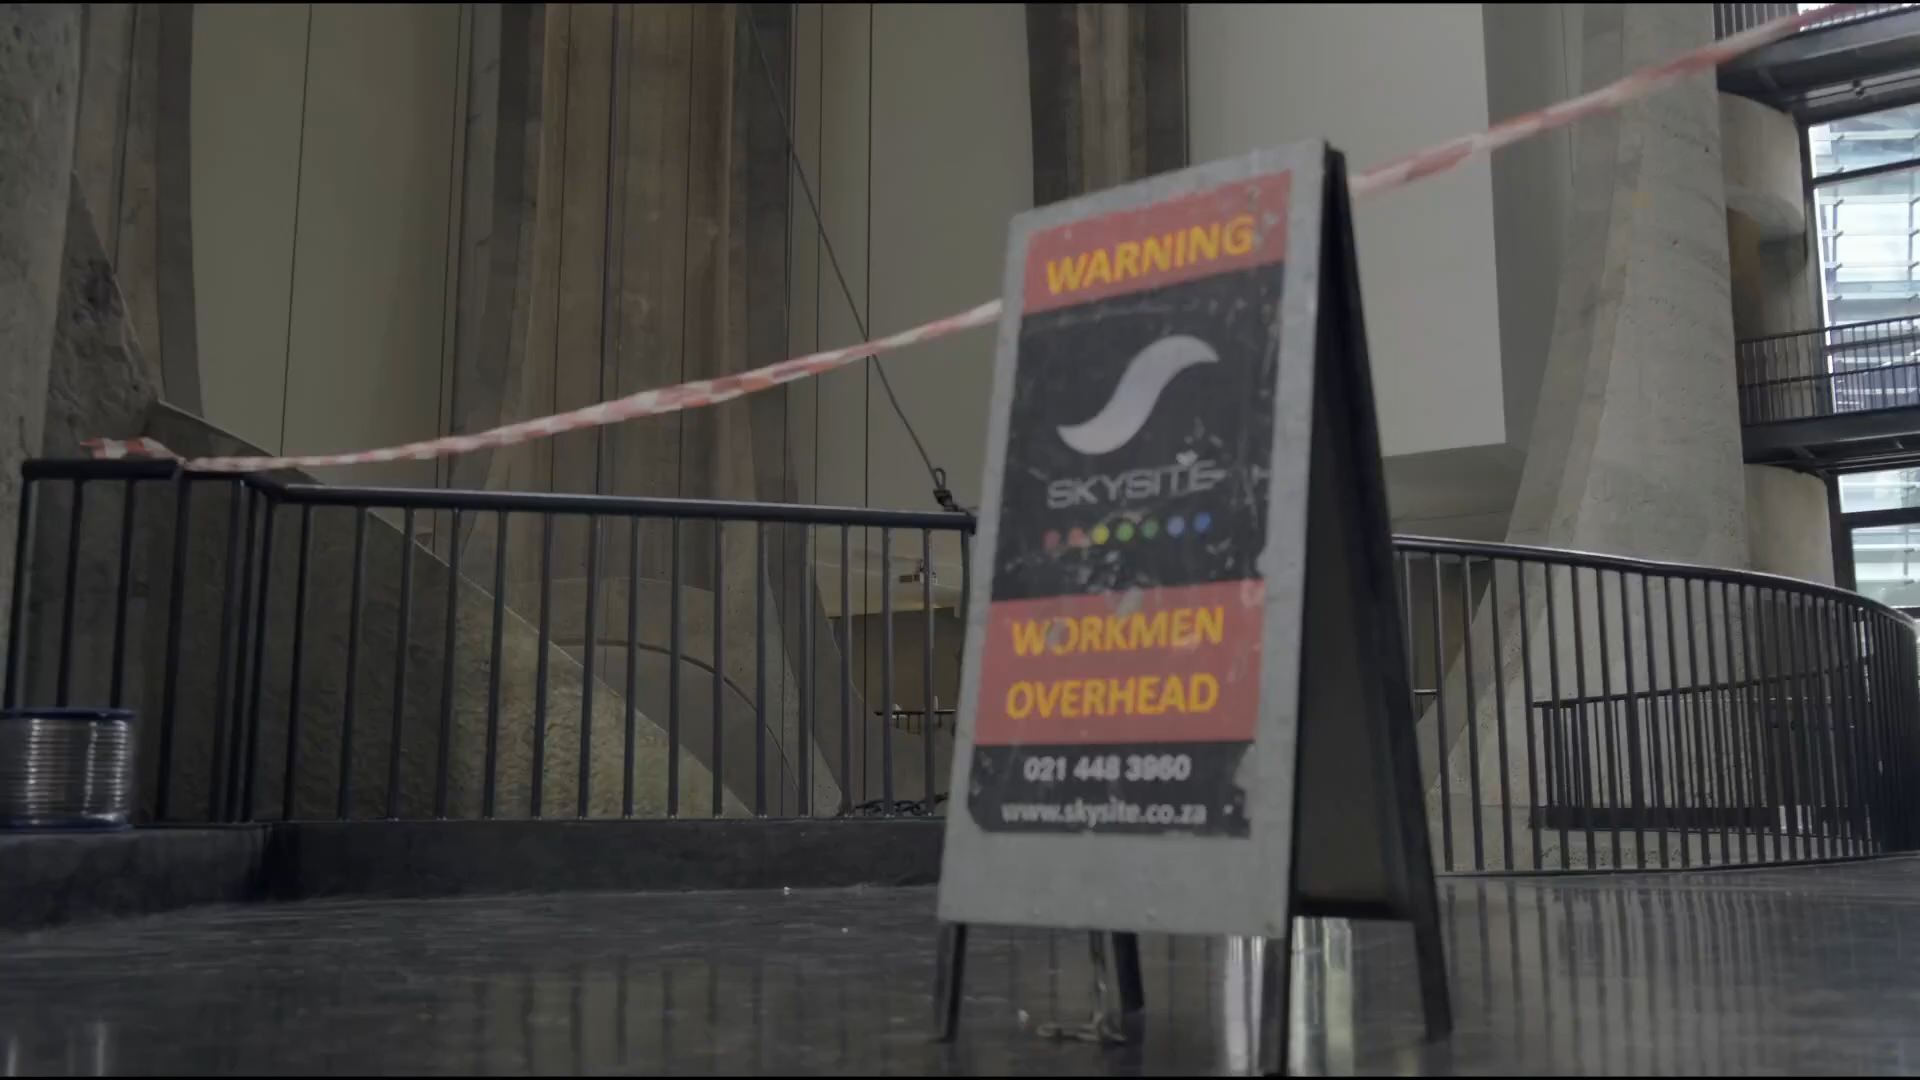 WARNING
SKYSITE
WORKMEN
OVERHEAD
021 448 3960
www.skysite.co.za